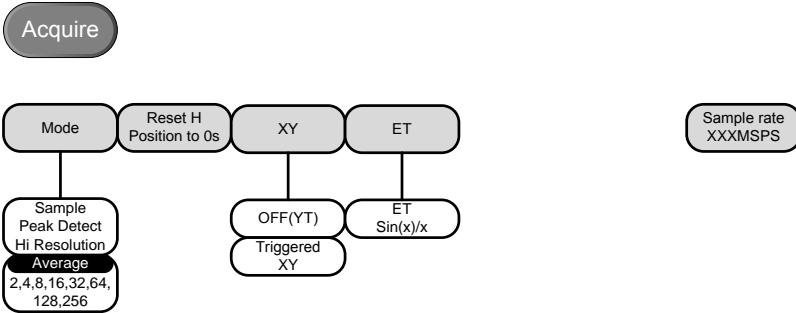 Acquire
Mode
Reset H
Position to 0s
XY
ET
Sample rate
XXXMSPS
Sample
Peak Detect
Hi Resolution
Average
2,4,8,16,32,64,
128,256
OFF(YT)
Triggered
XY
ET
Sin(x)/x